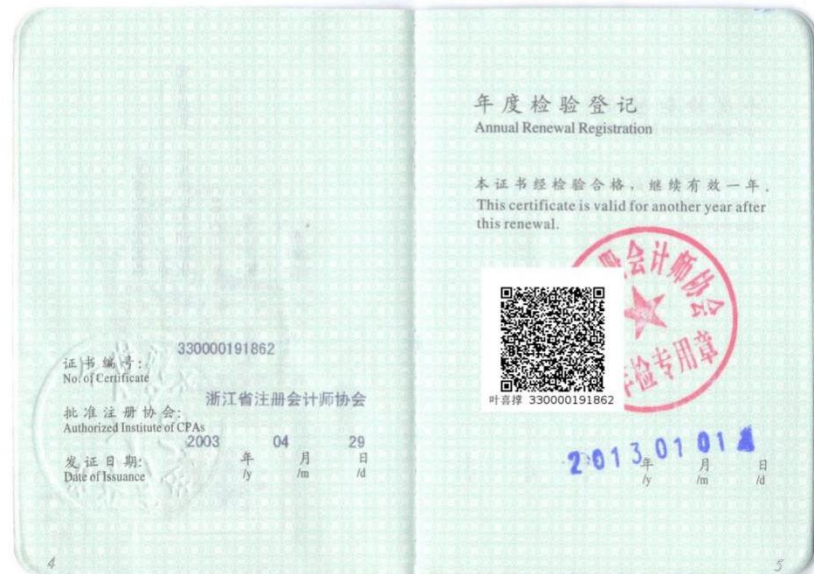 证书编号:
330000191862
No. of Certificate
批准注册协会:
浙江省注册会计师协会
Authorized Institute of CPAs
发证日期:
2003 年 04 月 29 日
Date of Issuance /y /m /d
4
年度检验登记
Annual Renewal Registration
本证书经检验合格，继续有效一年.
This certificate is valid for another year after
this renewal.
会计师协会
检专用章
叶喜撑 330000191862
年 月 日
/y /m /d
5